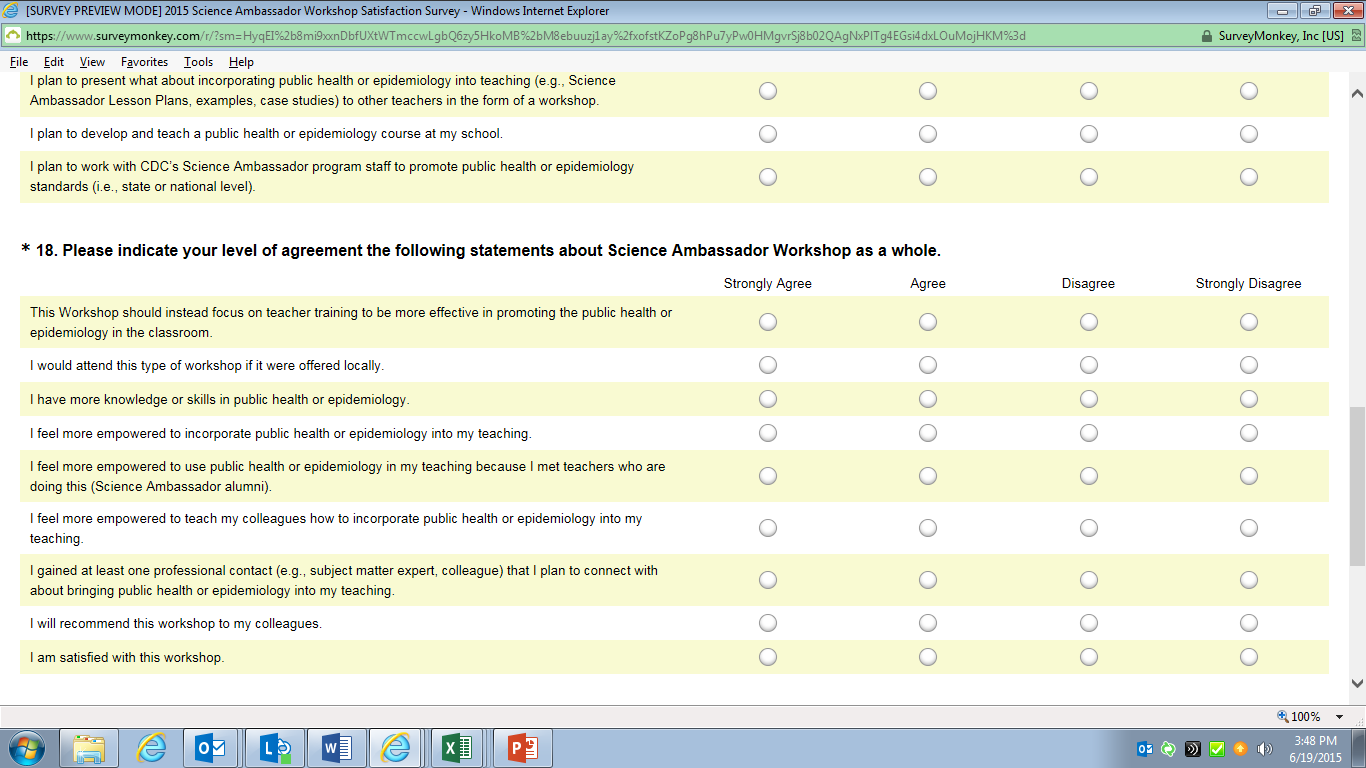 [SURVEY PREVIEW MODE] 2015 Science Ambassador Workshop Satisfaction Survey - Windows Internet Explorer
https://www.surveymonkey.com/r/?sm=HyqEI%2b8mi9xxnDbfUXtWTmccwLgbQ6zy5HkoMB%2bM8ebuuzj1ay%2fxofstKZoPg8hPu7yPw0HMgvrSj8b02QAgNxPITg4EGsi4dxLOuMojHKM%3d
SurveyMonkey, Inc [US]
File Edit View Favorites Tools Help
I plan to present what about incorporating public health or epidemiology into teaching (e.g., Science
Ambassador Lesson Plans, examples, case studies) to other teachers in the form of a workshop.
I plan to develop and teach a public health or epidemiology course at my school.
I plan to work with CDC's Science Ambassador program staff to promote public health or epidemiology
standards (i.e., state or national level).
* 18. Please indicate your level of agreement the following statements about Science Ambassador Workshop as a whole.
Strongly Agree Agree Disagree Strongly Disagree
This Workshop should instead focus on teacher training to be more effective in promoting the public health or
epidemiology in the classroom.
I would attend this type of workshop if it were offered locally.
I have more knowledge or skills in public health or epidemiology.
I feel more empowered to incorporate public health or epidemiology into my teaching.
I feel more empowered to use public health or epidemiology in my teaching because I met teachers who are
doing this (Science Ambassador alumni).
I feel more empowered to teach my colleagues how to incorporate public health or epidemiology into my
teaching.
I gained at least one professional contact (e.g., subject matter expert, colleague) that I plan to connect with
about bringing public health or epidemiology into my teaching.
I will recommend this workshop to my colleagues.
I am satisfied with this workshop.
100%
3:48 PM
6/19/2015